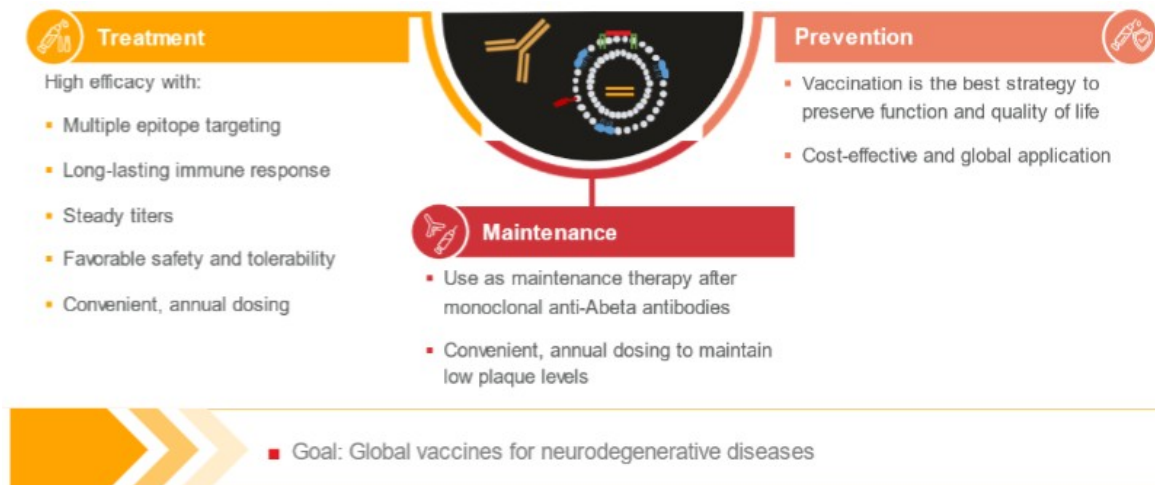 Treatment
High efficacy with:
▪ Multiple epitope targeting
▪ Long-lasting immune response
▪ Steady titers
▪ Favorable safety and tolerability
▪ Convenient, annual dosing
Maintenance
▪ Use as maintenance therapy after
monoclonal anti-Abeta antibodies
▪ Convenient, annual dosing to maintain
low plaque levels
Prevention
▪ Vaccination is the best strategy to
preserve function and quality of life
▪ Cost-effective and global application
■ Goal: Global vaccines for neurodegenerative diseases